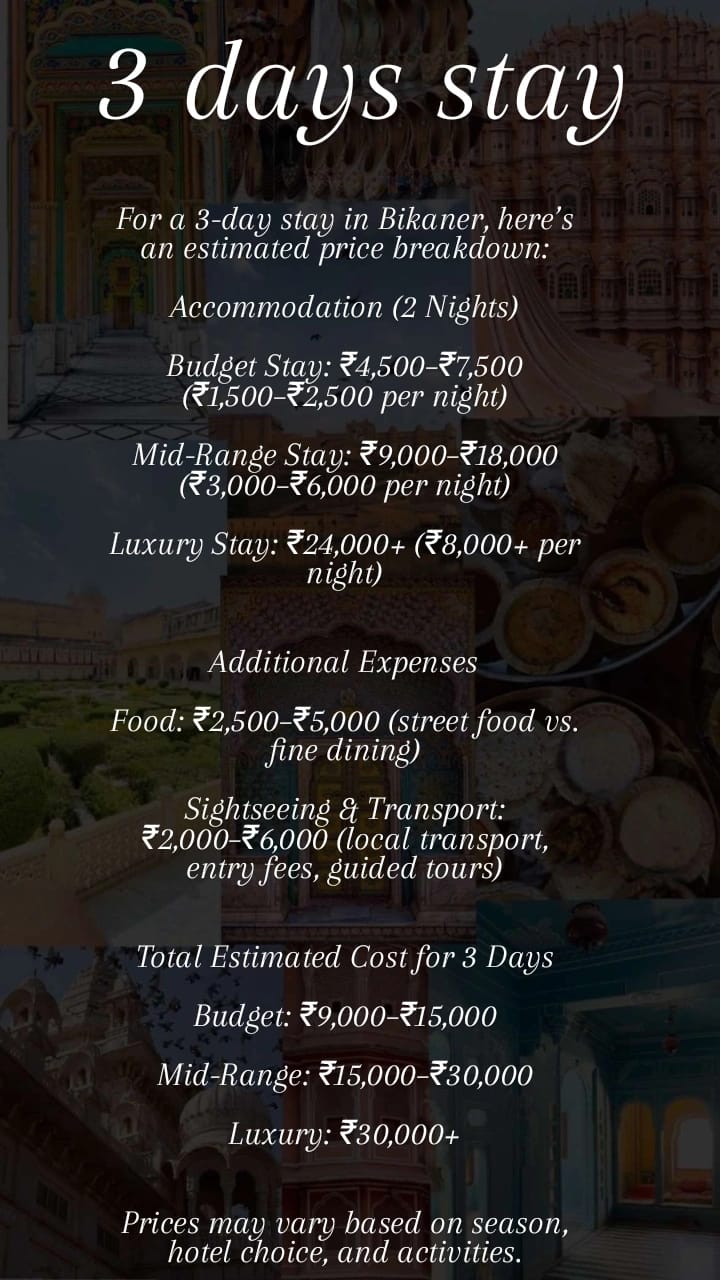 3 days stay
For a 3-day stay in Bikaner, here's
an estimated price breakdown:
Accommodation (2 Nights)
Budget Stay: ₹4,500–₹7,500
(₹1,500–₹2,500 per night)
Mid-Range Stay: ₹9,000–₹18,000
(₹3,000–₹6,000 per night)
Luxury Stay: ₹24,000+ (₹8,000+ per
night)
Additional Expenses
Food: ₹2,500–₹5,000 (street food vs.
fine dining)
Sightseeing & Transport:
₹2,000–₹6,000 (local transport,
entry fees, guided tours)
Total Estimated Cost for 3 Days
Budget: ₹9,000–₹15,000
Mid-Range: ₹15,000–₹30,000
Luxury: ₹30,000+
Prices may vary based on season,
hotel choice, and activities.